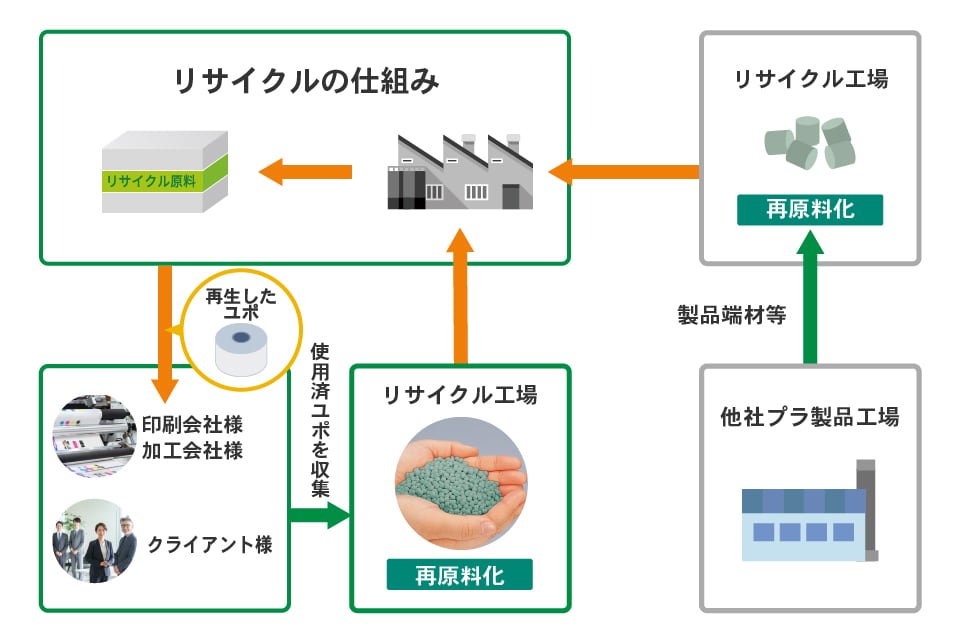 リサイクルの仕組み
リサイクル原料
リサイクル工場
再原料化
製品端材等
他社プラ製品工場
再生した
ユポ
印刷会社様
加工会社様
クライアント様
使用済ユポを収集
リサイクル工場
再原料化